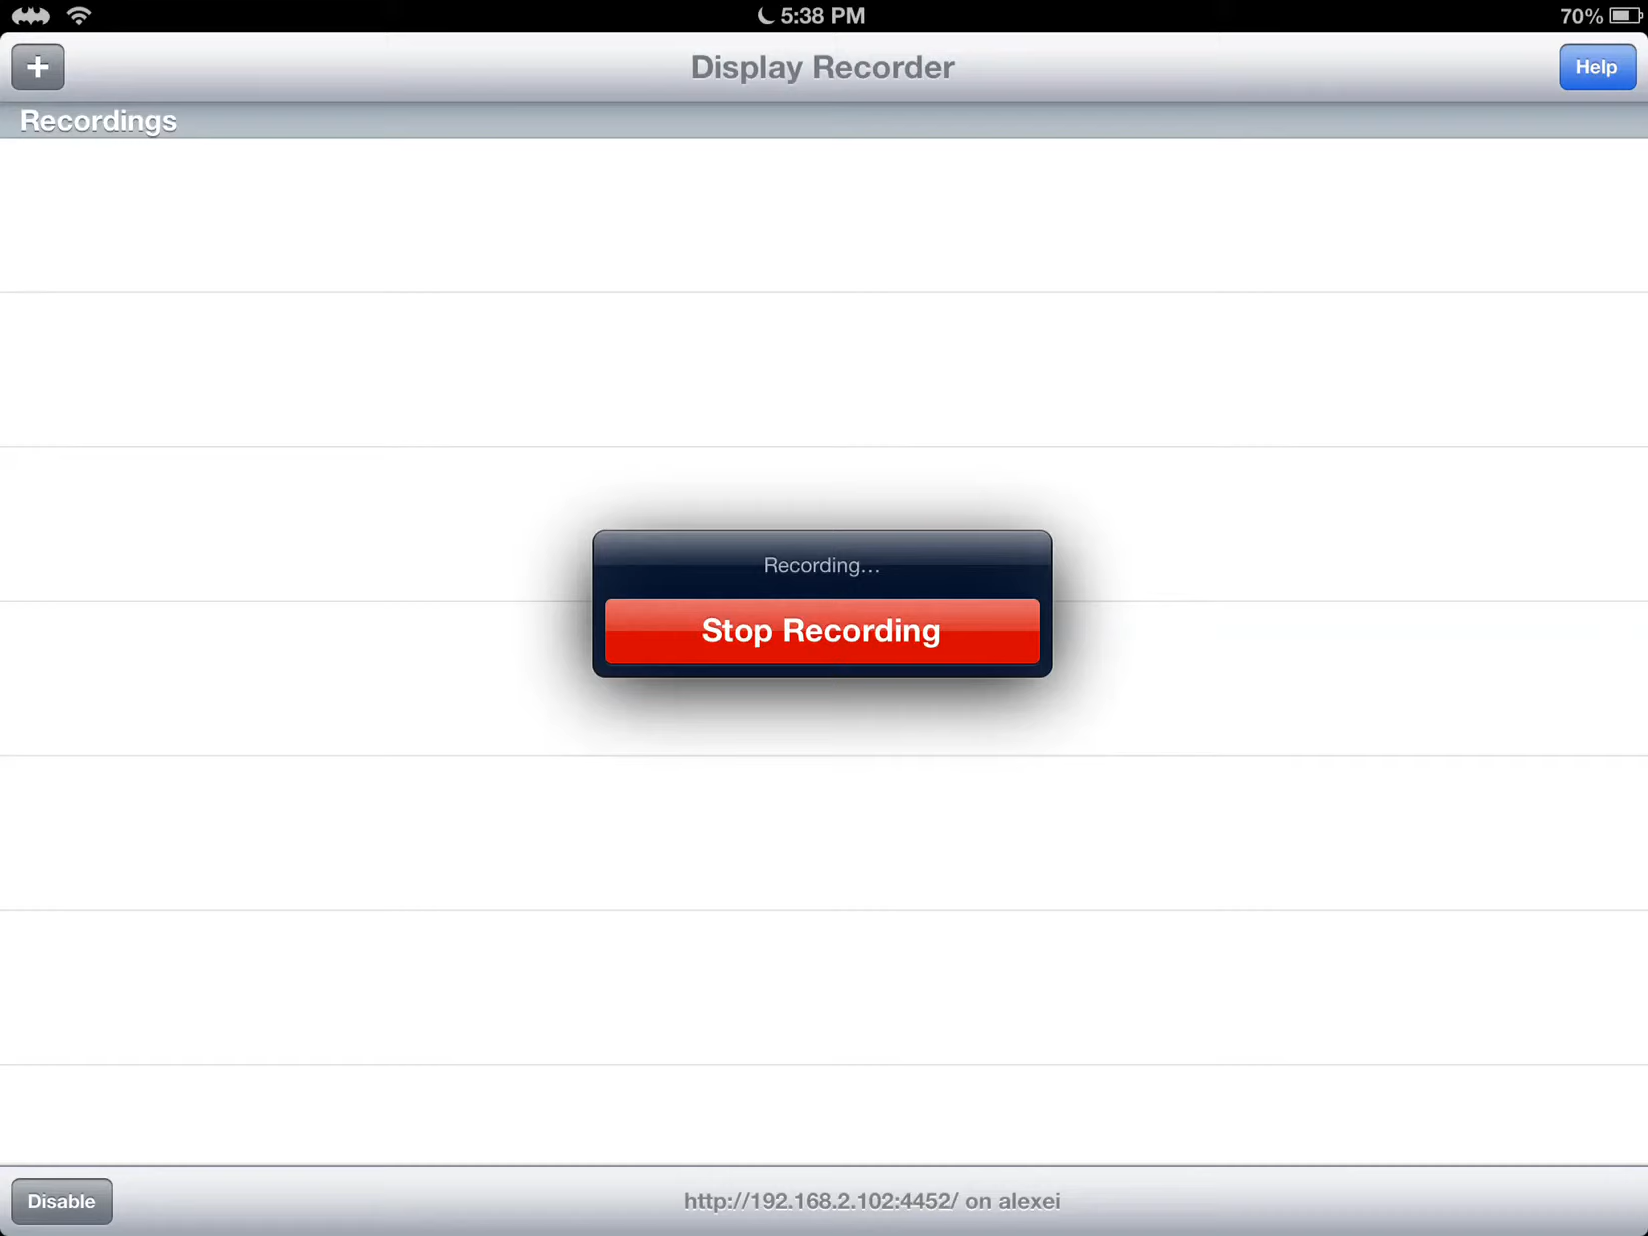 5:38 PM
70%
+
Display Recorder
Help
Recordings
Recording...
Stop Recording
Disable
http://192.168.2.102:4452/ on alexei